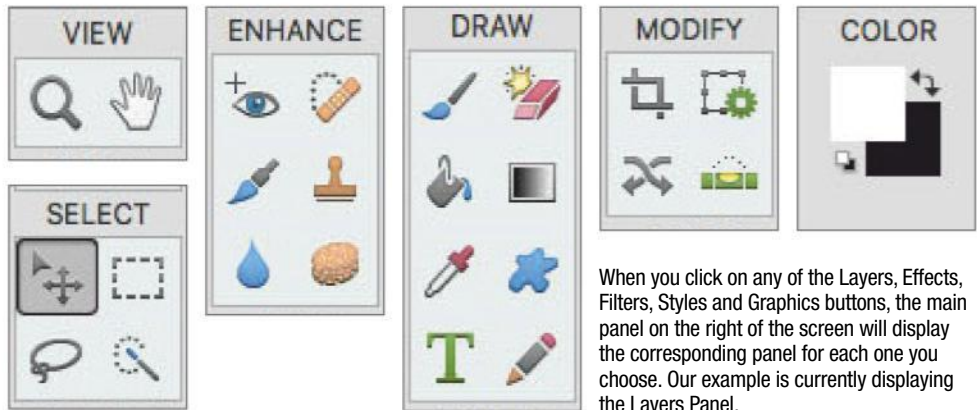 VIEW
ENHANCE
DRAW
MODIFY
COLOR
SELECT
T
When you click on any of the Layers, Effects,
Filters, Styles and Graphics buttons, the main
panel on the right of the screen will display
the corresponding panel for each one you
choose. Our example is currently displaying
the Layers Panel.